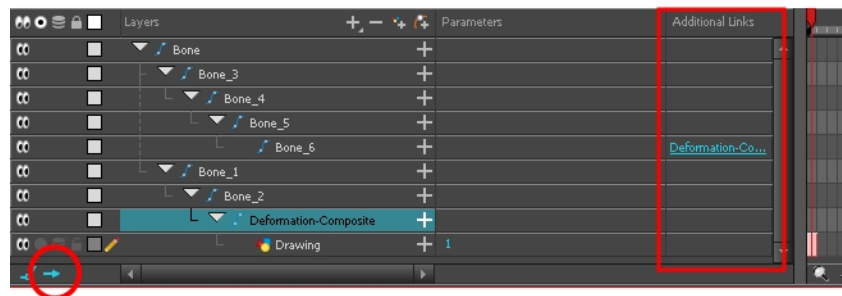 Layers Parameters Additional Links
Bone
Bone_3
Bone_4
Bone_5
Bone_6 Deformation-Co...
Bone_1
Bone_2
Deformation-Composite
Drawing 1